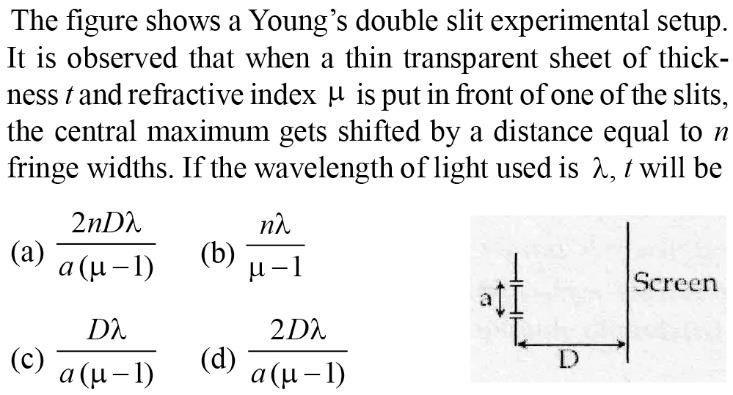 The figure shows a Young's double slit experimental setup.
It is observed that when a thin transparent sheet of thick-
ness t and refractive index μ is put in front of one of the slits,
the central maximum gets shifted by a distance equal to n
fringe widths. If the wavelength of light used is λ, t will be
(a) 2nDλ / a(μ−1) (b) nλ / μ−1
(c) Dλ / a(μ−1) (d) 2Dλ / a(μ−1)
a
Screen
D